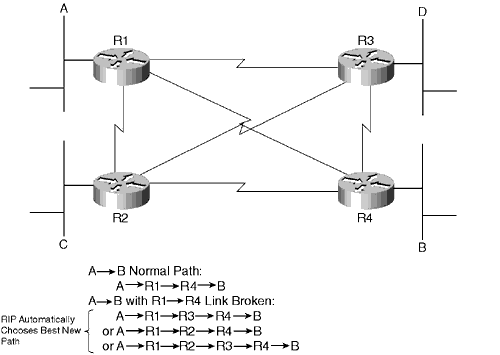 A
D
R1
R3
R2
R4
C
B
A→B Normal Path:
A→R1→R4→B
A→B with R1→R4 Link Broken:
RIP Automatically
Chooses Best New
Path
A→R1→R3→R4→B
or A→R1→R2→R4→B
or A→R1→R2→R3→R4→B